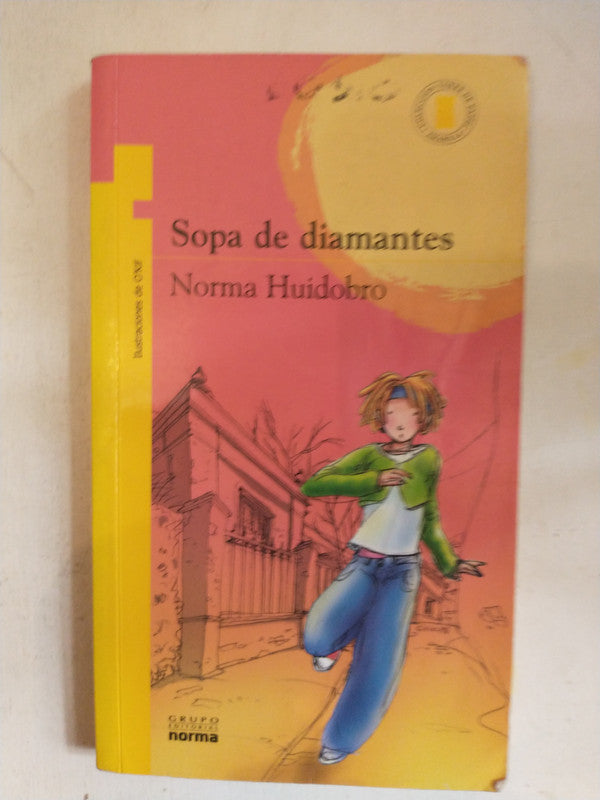 Sopa de diamantes
Norma Huidobro
Ilustraciones de O'KIF
GRUPO
EDITORIAL
norma